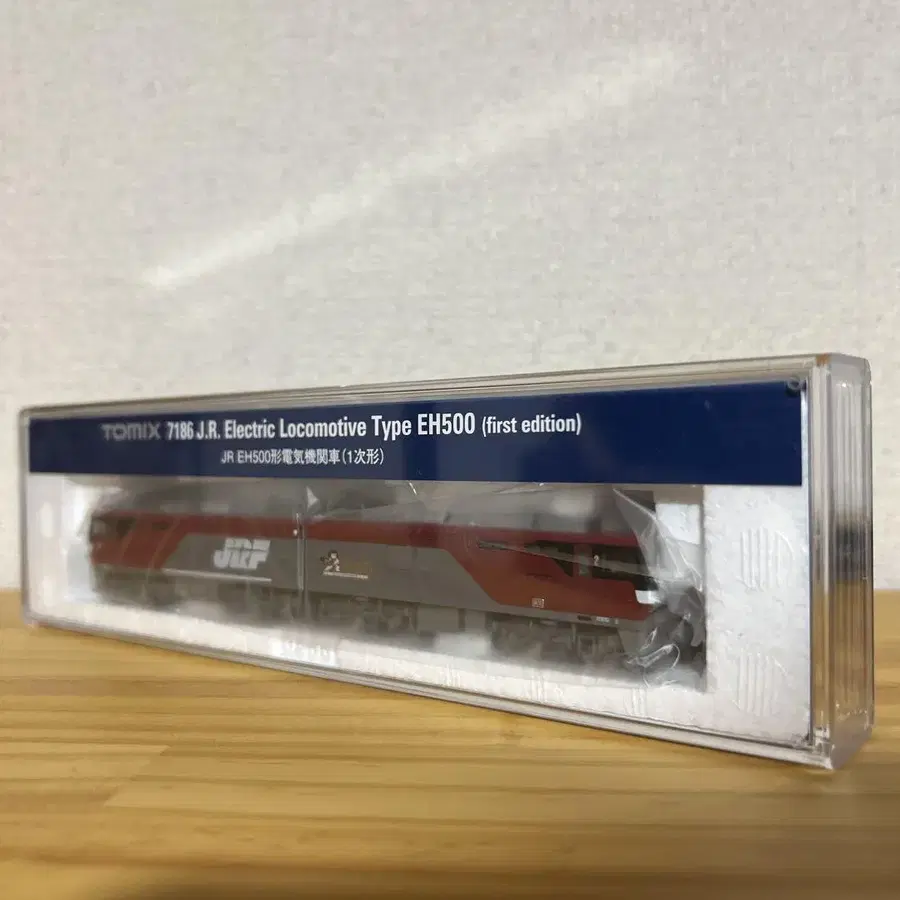 TOMIX 7186 J.R. Electric Locomotive Type EH500 (first edition)
JR EH500形電気機関車(1次形)
JRF
2